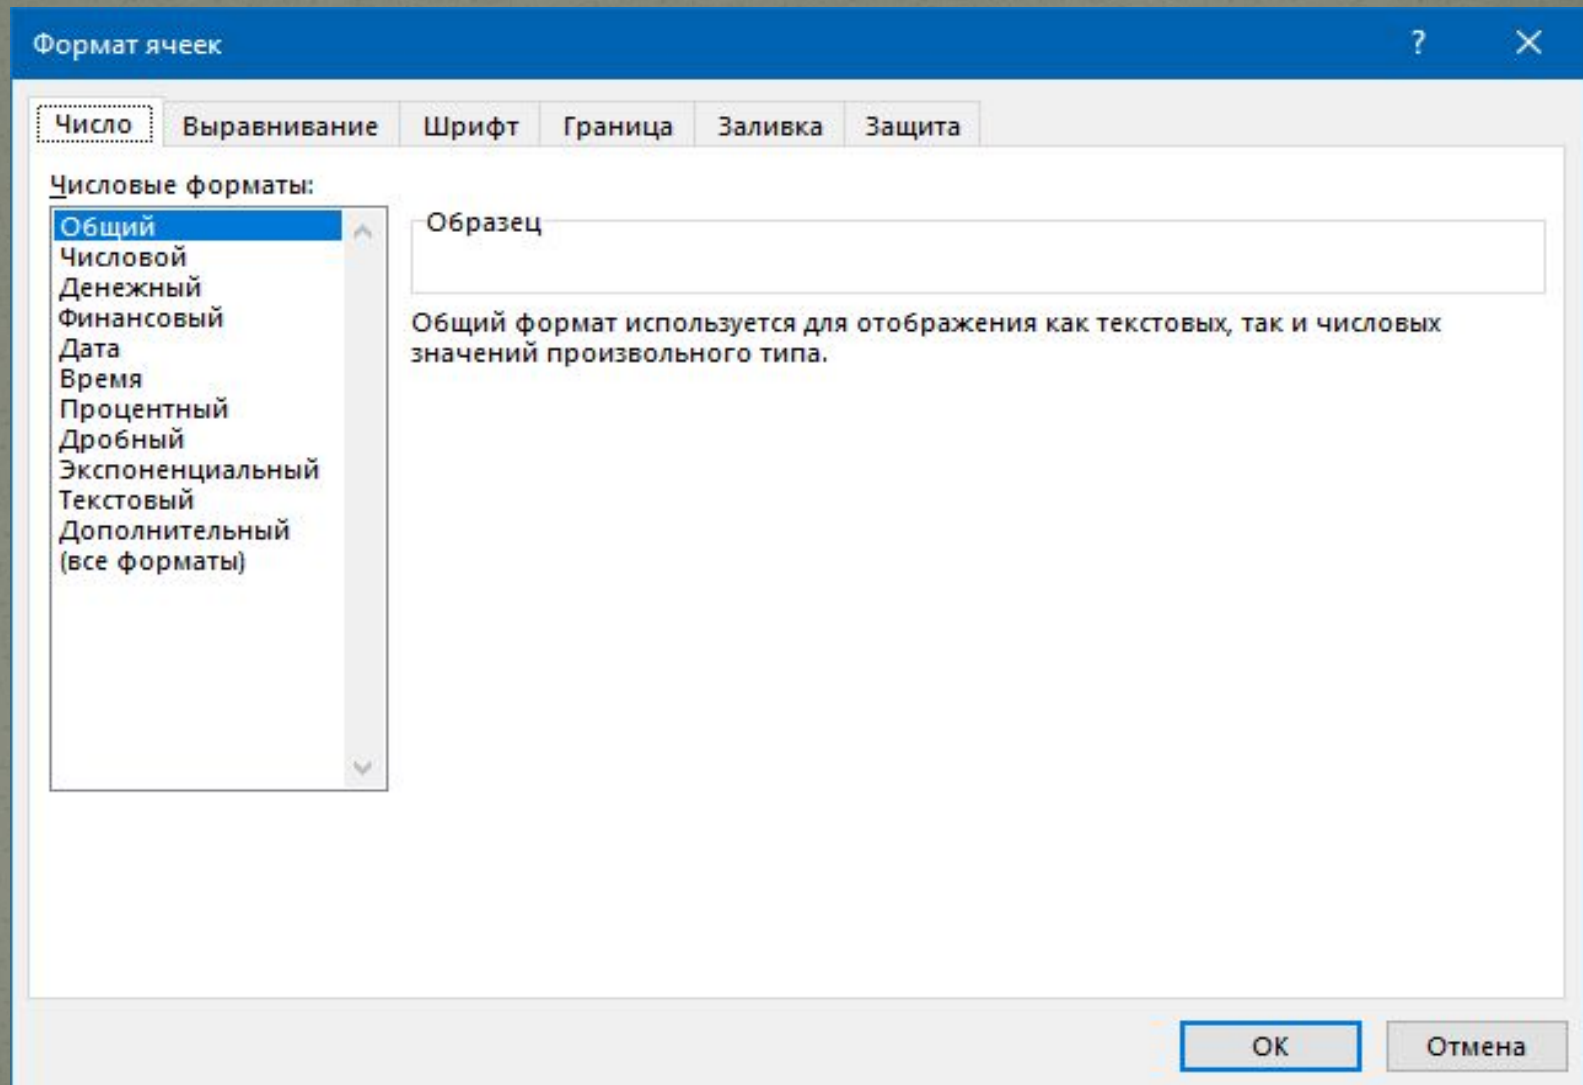 Формат ячеек
?
Число Выравнивание Шрифт Граница Заливка Защита
Числовые форматы:
Общий
Числовой
Денежный
Финансовый
Дата
Время
Процентный
Дробный
Экспоненциальный
Текстовый
Дополнительный
(все форматы)
Образец
Общий формат используется для отображения как текстовых, так и числовых
значений произвольного типа.
ОК Отмена